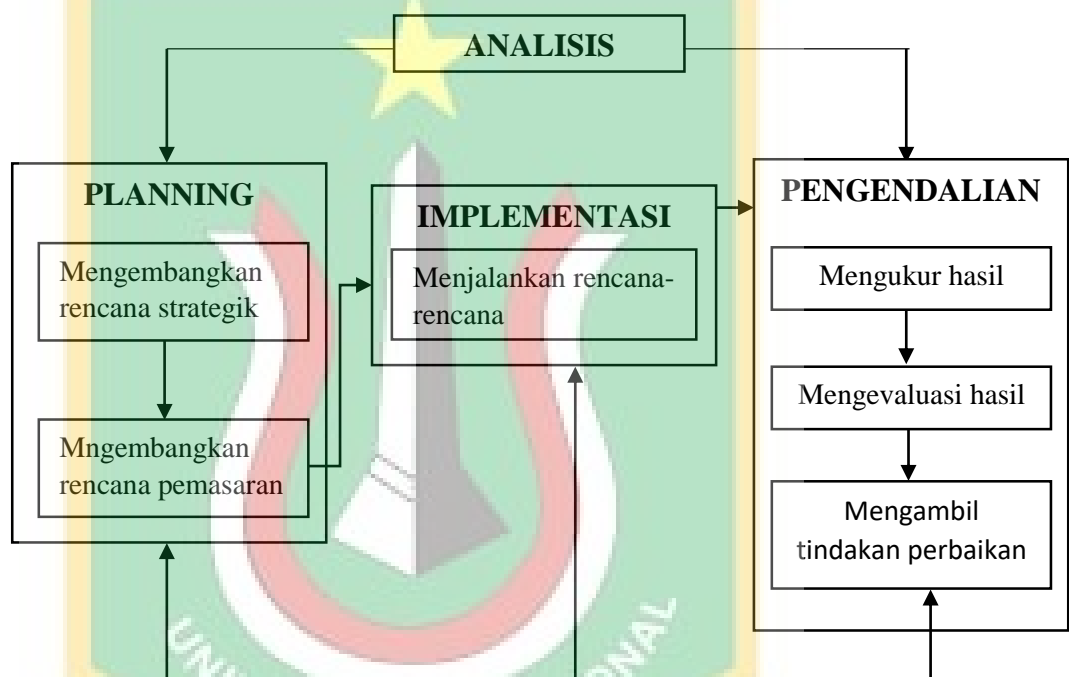 ANALISIS
PLANNING
Mengembangkan
rencana strategik
Mngembangkan
rencana pemasaran
IMPLEMENTASI
Menjalankan rencana-
rencana
PENGENDALIAN
Mengukur hasil
Mengevaluasi hasil
Mengambil
tindakan perbaikan